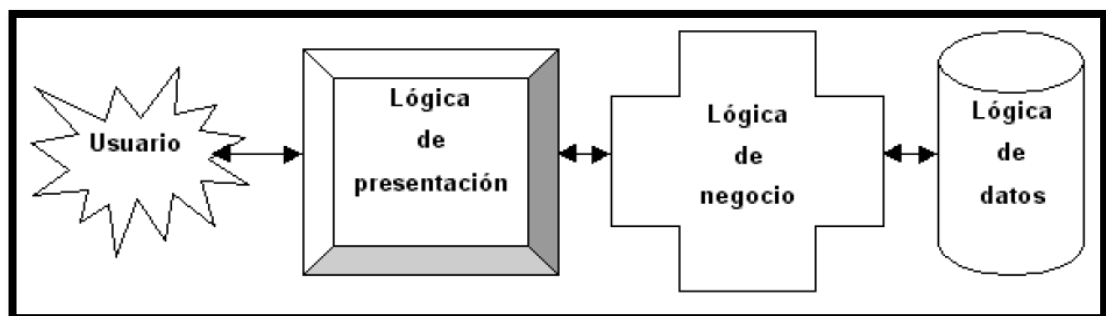 Usuario
Lógica
de
presentación
Lógica
de
negocio
Lógica
de
datos